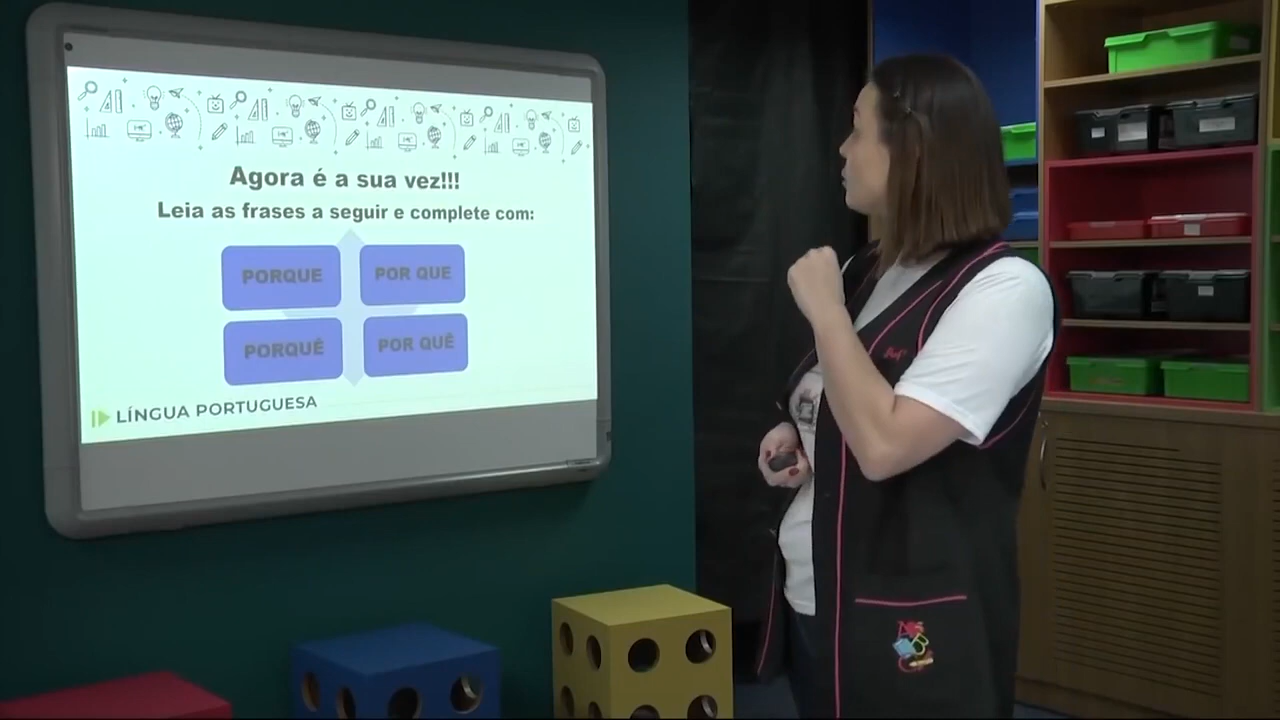 Agora é a sua vez!!!
Leia as frases a seguir e complete com:
PORQUE POR QUE
PORQUÊ POR QUÊ
LÍNGUA PORTUGUESA